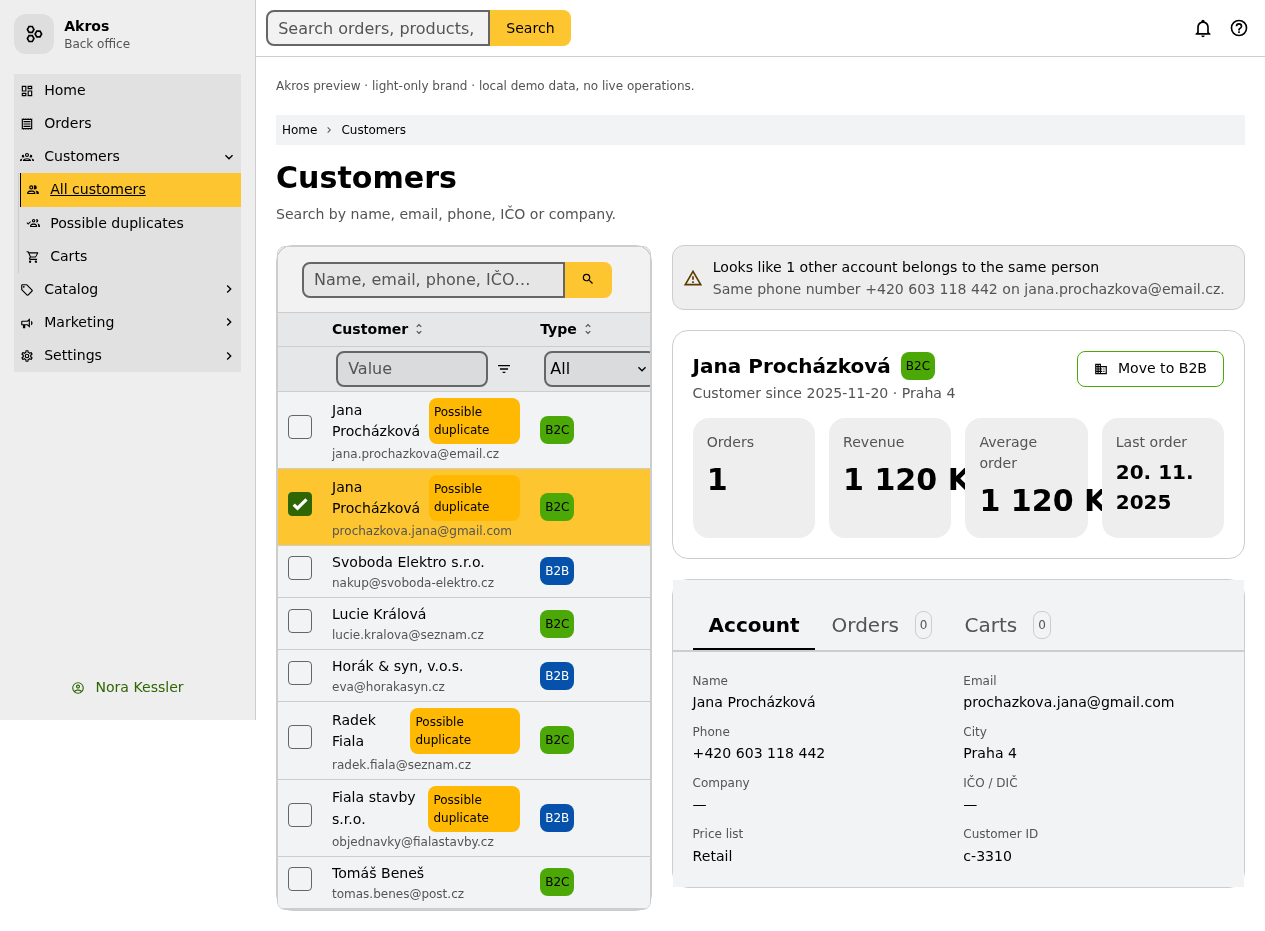 Akros
Back office
Search orders, products,
Search
Home
Orders
Customers
All customers
Possible duplicates
Carts
Catalog
Marketing
Settings
Nora Kessler
Akros preview · light-only brand · local demo data, no live operations.
Home › Customers
Customers
Search by name, email, phone, IČO or company.
Name, email, phone, IČO…
Customer
Type
Value
All
Jana
Procházková
Possible
duplicate
jana.prochazkova@email.cz
B2C
Jana
Procházková
Possible
duplicate
prochazkova.jana@gmail.com
B2C
Svoboda Elektro s.r.o.
nakup@svoboda-elektro.cz
B2B
Lucie Králová
lucie.kralova@seznam.cz
B2C
Horák & syn, v.o.s.
eva@horakasyn.cz
B2B
Radek
Fiala
Possible
duplicate
radek.fiala@seznam.cz
B2C
Fiala stavby
s.r.o.
Possible
duplicate
objednavky@fialastavby.cz
B2B
Tomáš Beneš
tomas.benes@post.cz
B2C
Looks like 1 other account belongs to the same person
Same phone number +420 603 118 442 on jana.prochazkova@email.cz.
Jana Procházková B2C
Customer since 2025-11-20 · Praha 4
Move to B2B
Orders
1
Revenue
1 120 K
Average
order
1 120 K
Last order
20. 11.
2025
Account
Orders 0
Carts 0
Name
Jana Procházková
Email
prochazkova.jana@gmail.com
Phone
+420 603 118 442
City
Praha 4
Company
—
IČO / DIČ
—
Price list
Retail
Customer ID
c-3310